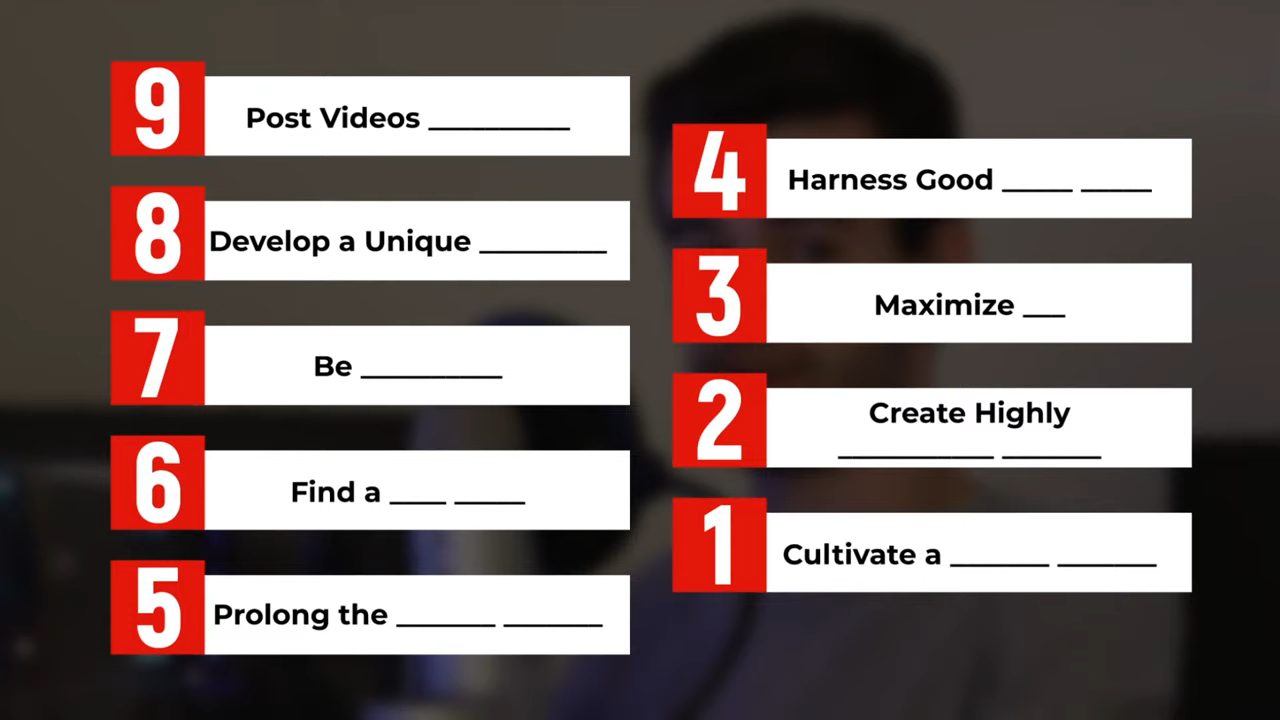 9
Post Videos __________
8
Develop a Unique _________
7
Be __________
6
Find a ____ _____
5
Prolong the _______ _______
4
Harness Good _____ _____
3
Maximize ___
2
Create Highly
___________ _______
1
Cultivate a _______ _______